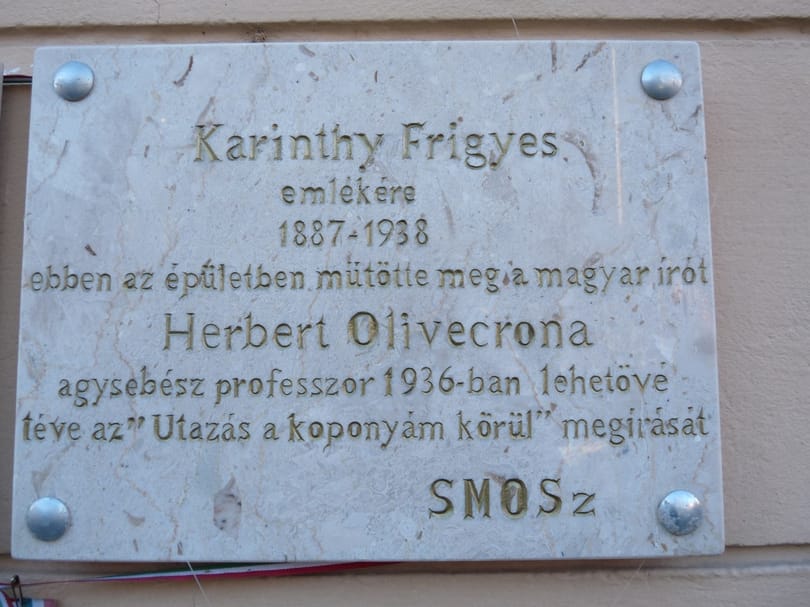 Karinthy Frigyes
emlékére
1887-1938
ebben az épületben műtötte meg a magyar írót
Herbert Olivecrona
agysebész professzor 1936-ban lehetővé
téve az "Utazás a koponyám körül" megírását
SMOSz